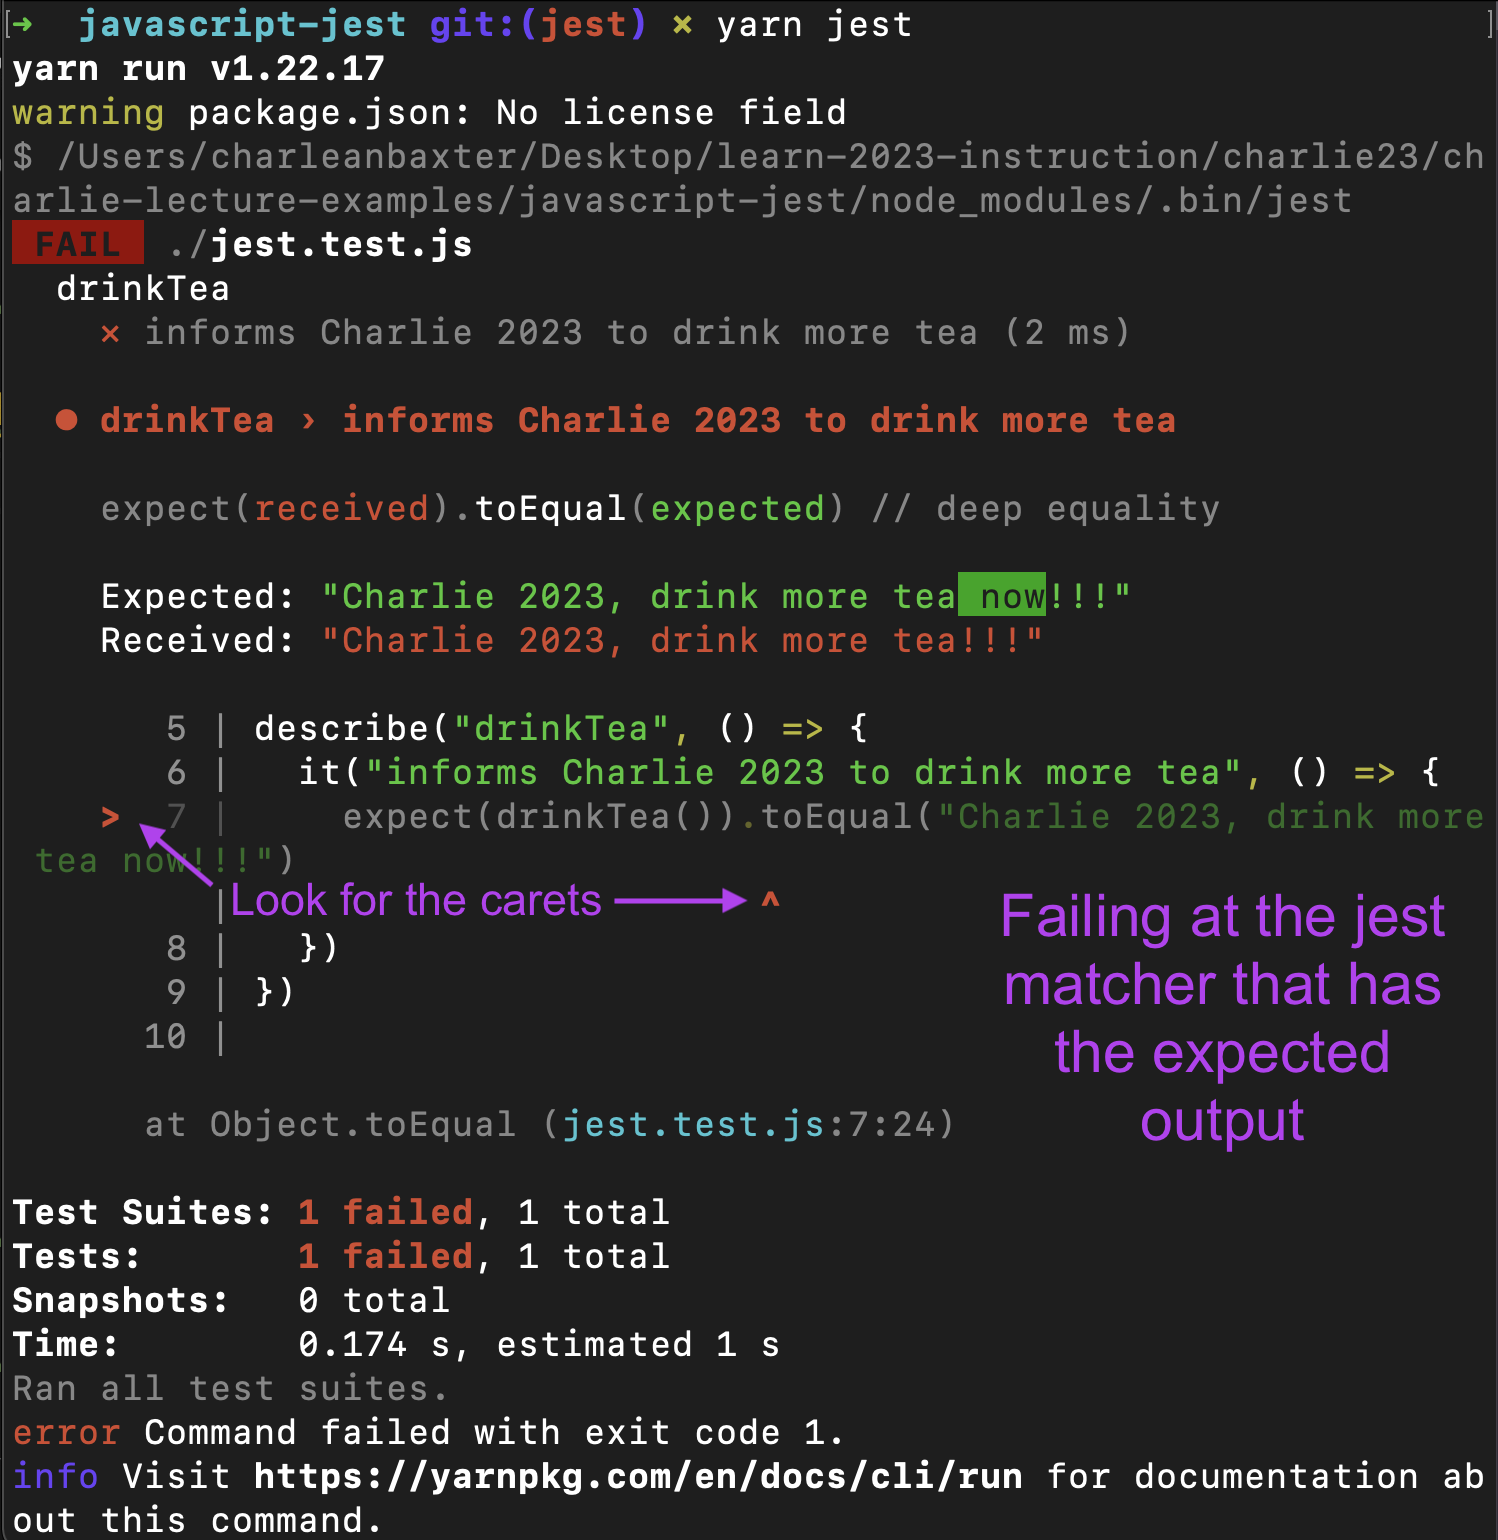 ➜  javascript-jest git:(jest) × yarn jest
yarn run v1.22.17
warning package.json: No license field
$ /Users/charleanbaxter/Desktop/learn-2023-instruction/charlie23/ch
arlie-lecture-examples/javascript-jest/node_modules/.bin/jest
FAIL ./jest.test.js
drinkTea
× informs Charlie 2023 to drink more tea (2 ms)
● drinkTea › informs Charlie 2023 to drink more tea
expect(received).toEqual(expected) // deep equality
Expected: "Charlie 2023, drink more tea now!!!"
Received: "Charlie 2023, drink more tea!!!"
5 | describe("drinkTea", () => {
6 |   it("informs Charlie 2023 to drink more tea", () => {
> 7 |     expect(drinkTea()).toEqual("Charlie 2023, drink more
tea now!!!")
| Look for the carets ^
8 |   })
9 | })
10 |
Failing at the jest
matcher that has
the expected
output
at Object.toEqual (jest.test.js:7:24)
Test Suites: 1 failed, 1 total
Tests:       1 failed, 1 total
Snapshots:   0 total
Time:        0.174 s, estimated 1 s
Ran all test suites.
error Command failed with exit code 1.
info Visit https://yarnpkg.com/en/docs/cli/run for documentation ab
out this command.